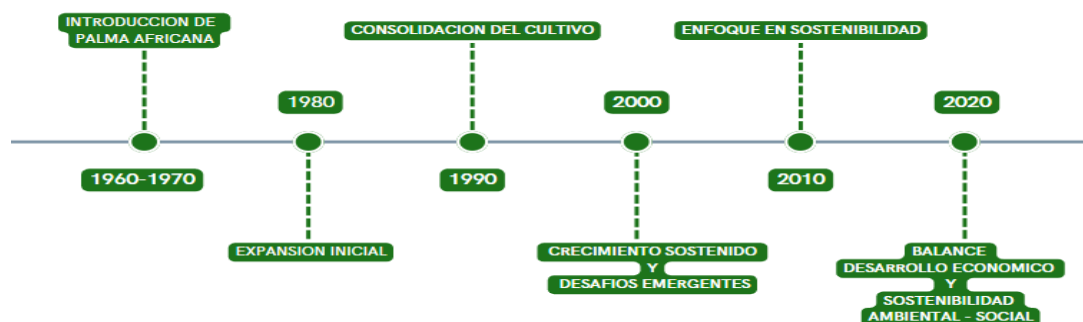 INTRODUCCION DE
PALMA AFRICANA
1960-1970
1980
EXPANSION INICIAL
CONSOLIDACION DEL CULTIVO
1990
2000
CRECIMIENTO SOSTENIDO
Y
DESAFIOS EMERGENTES
ENFOQUE EN SOSTENIBILIDAD
2010
2020
BALANCE
DESARROLLO ECONOMICO
Y
SOSTENIBILIDAD
AMBIENTAL - SOCIAL